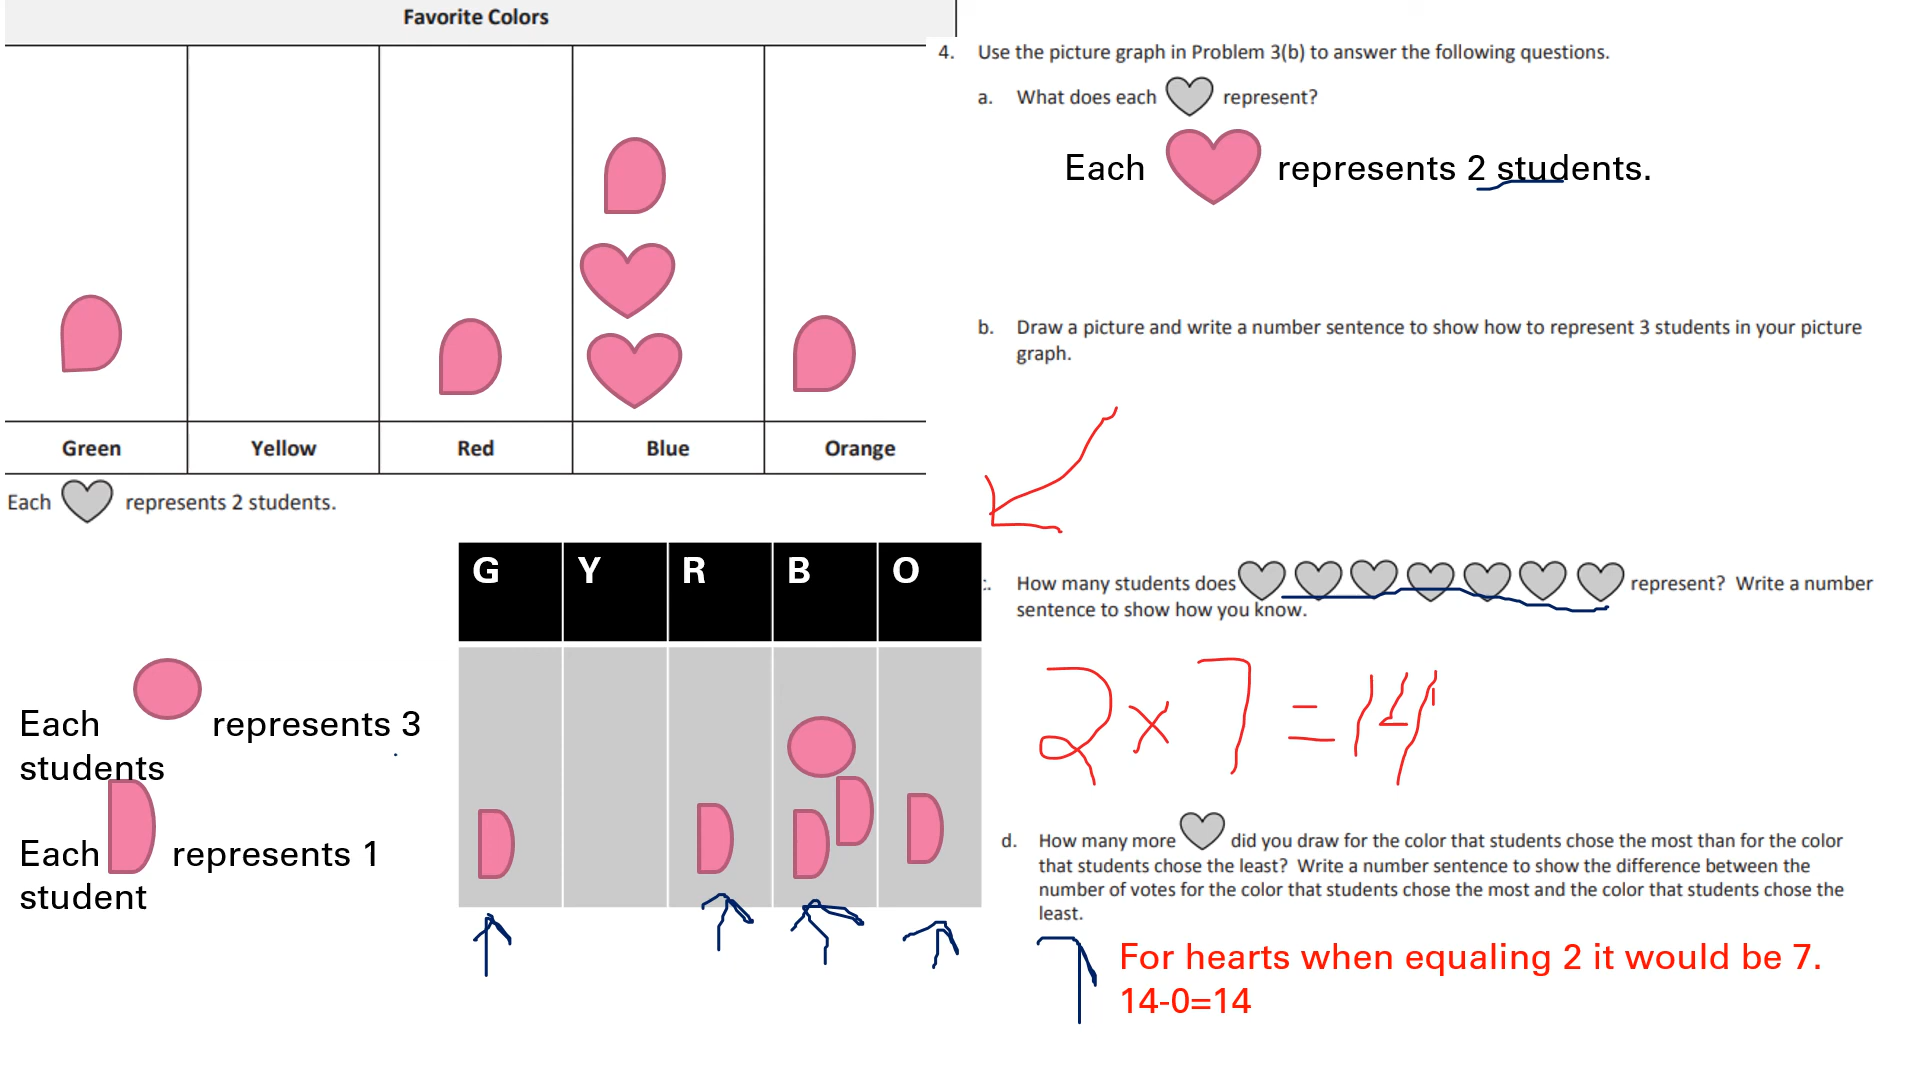 Favorite Colors
Green Yellow Red Blue Orange
Each represents 2 students.
G Y R B O
Each represents 3
students
Each represents 1
student
4. Use the picture graph in Problem 3(b) to answer the following questions.
a. What does each represent?
Each represents 2 students.
b. Draw a picture and write a number sentence to show how to represent 3 students in your picture
graph.
How many students does represent? Write a number
sentence to show how you know.
2 x 7 = 14
d. How many more did you draw for the color that students chose the most than for the color
that students chose the least? Write a number sentence to show the difference between the
number of votes for the color that students chose the most and the color that students chose the
least.
For hearts when equaling 2 it would be 7.
14-0=14